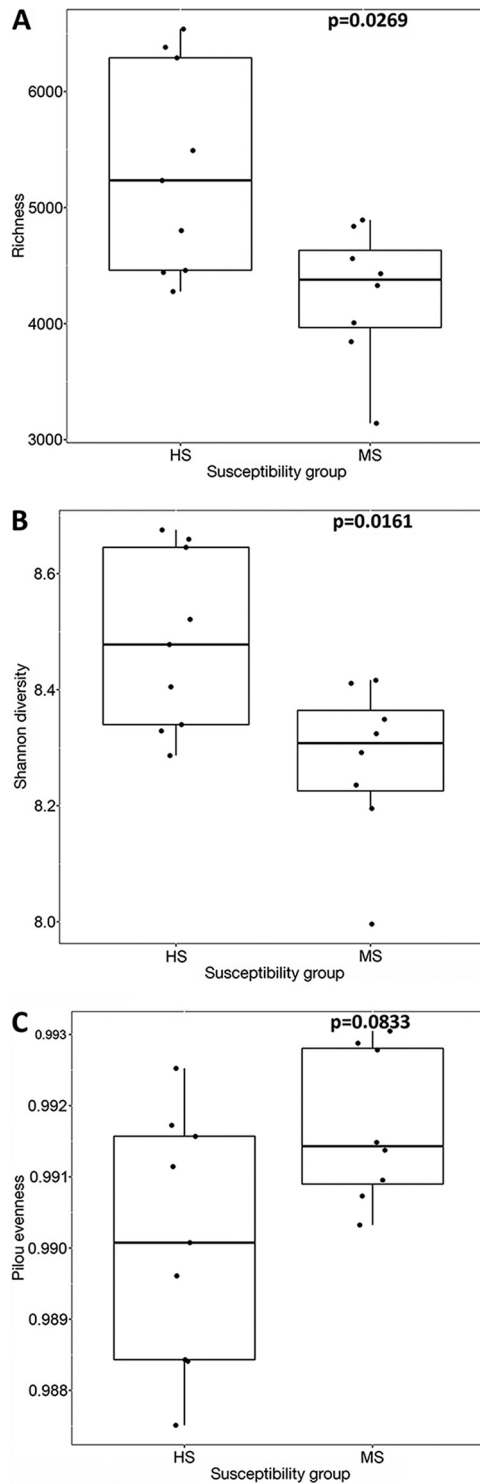 A
p=0.0269
6000
5000
4000
3000
Richness
HS
MS
Susceptibility group
B
p=0.0161
8.6
8.4
8.2
8.0
Shannon diversity
HS
MS
Susceptibility group
C
p=0.0833
0.993
0.992
0.991
0.990
0.989
0.988
Pilou evenness
HS
MS
Susceptibility group